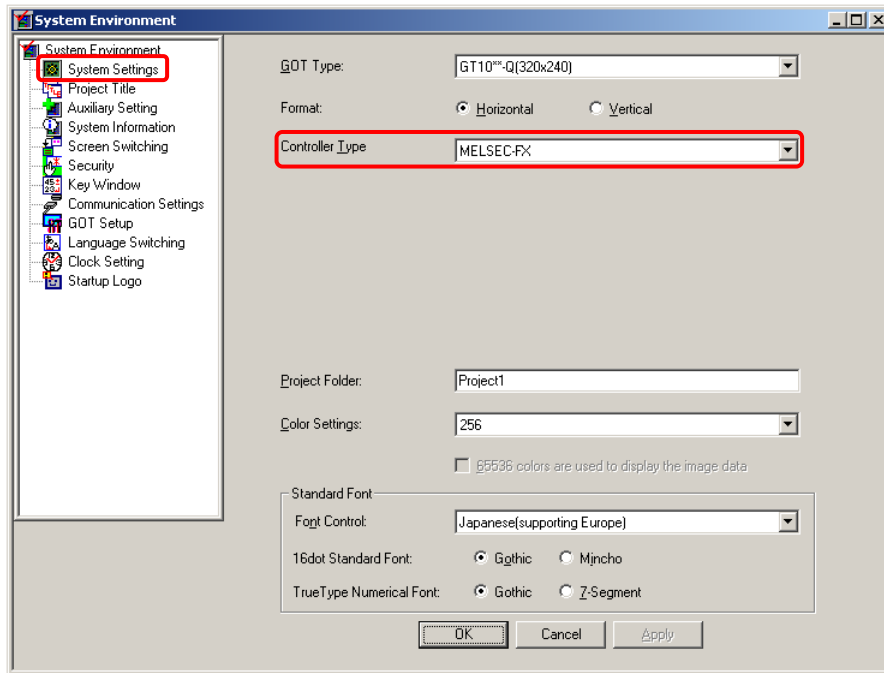 System Environment
System Environment
System Settings
Project Title
Auxiliary Setting
System Information
Screen Switching
Security
Key Window
Communication Settings
GOT Setup
Language Switching
Clock Setting
Startup Logo
GOT Type: GT10**-Q(320x240)
Format: Horizontal Vertical
Controller Type MELSEC-FX
Project Folder: Project1
Color Settings: 256
65536 colors are used to display the image data
Standard Font
Font Control: Japanese(supporting Europe)
16dot Standard Font: Gothic Mincho
TrueType Numerical Font: Gothic 7-Segment
OK Cancel Apply